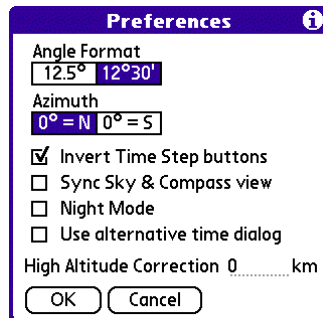 Preferences i
Angle Format
12.5° 12°30'
Azimuth
0° = N 0° = S
Invert Time Step buttons
Sync Sky & Compass view
Night Mode
Use alternative time dialog
High Altitude Correction 0 km
OK Cancel